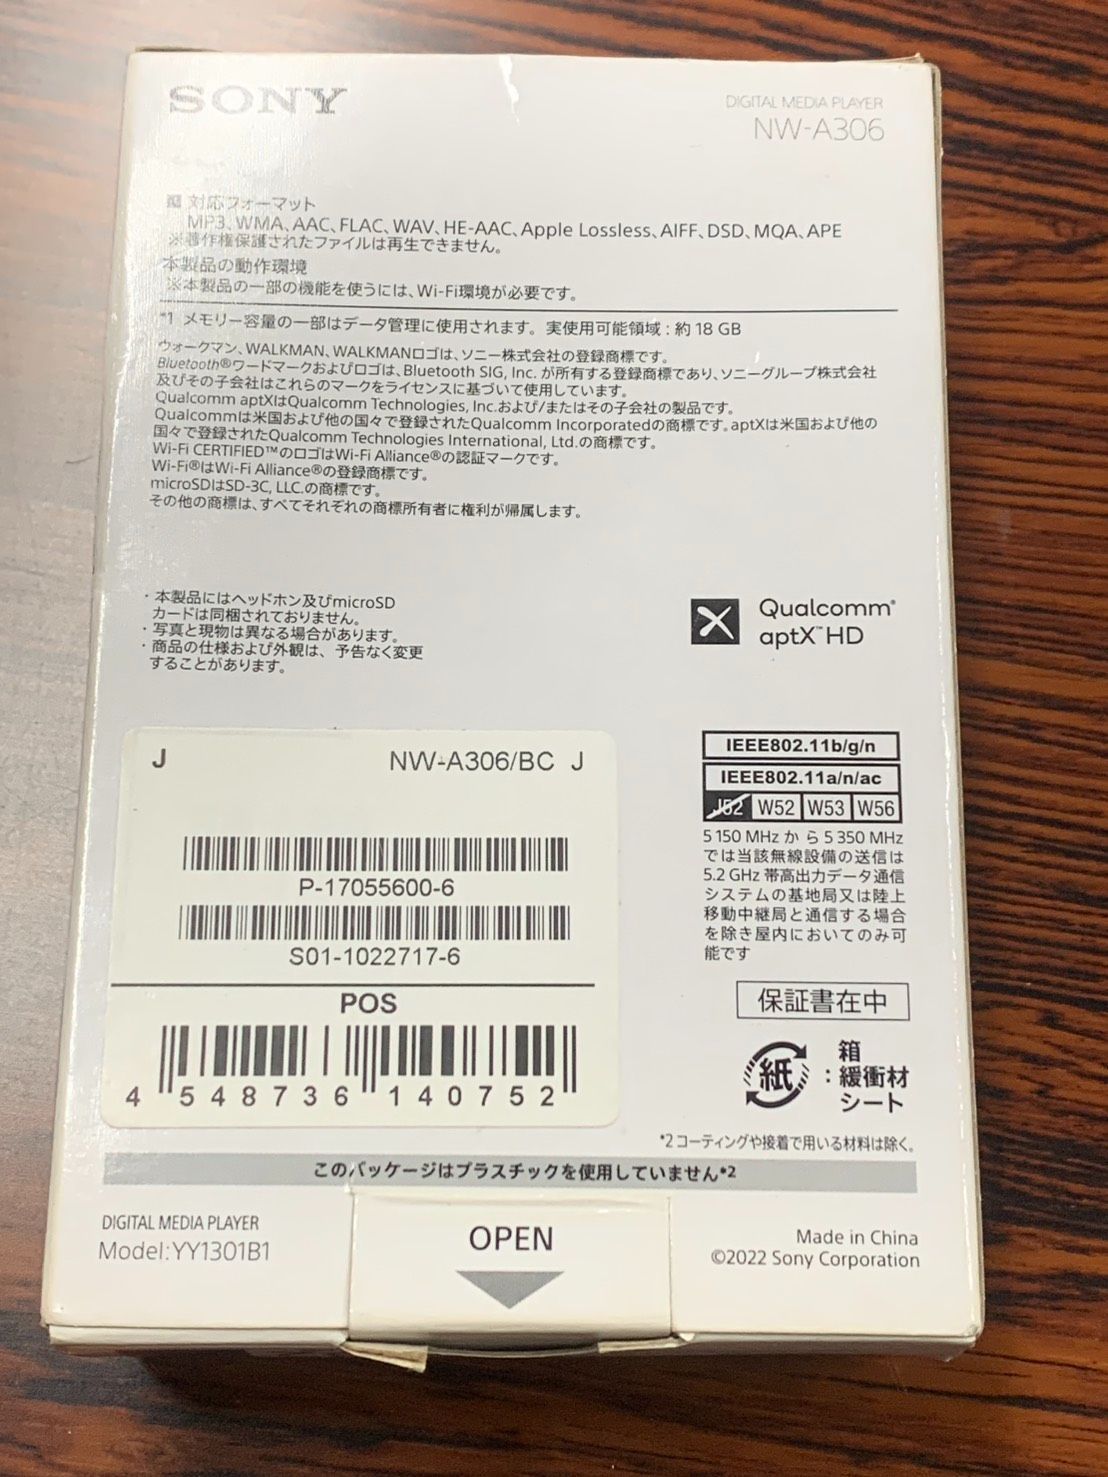 SONY
DIGITAL MEDIA PLAYER
NW-A306
対応フォーマット
MP3、WMA、AAC、FLAC、WAV、HE-AAC、Apple Lossless、AIFF、DSD、MQA、APE
※著作権保護されたファイルは再生できません。
本製品の動作環境
※本製品の一部の機能を使うには、Wi-Fi環境が必要です。
*1 メモリー容量の一部はデータ管理に使用されます。実使用可能領域：約 18 GB
ウォークマン、WALKMAN、WALKMANロゴは、ソニー株式会社の登録商標です。
Bluetooth®ワードマークおよびロゴは、Bluetooth SIG, Inc. が所有する登録商標であり、ソニーグループ株式会社
及びその子会社はこれらのマークをライセンスに基づいて使用しています。
Qualcomm aptXはQualcomm Technologies, Inc.および/またはその子会社の製品です。
Qualcommは米国および他の国々で登録されたQualcomm Incorporatedの商標です。aptXは米国および他の
国々で登録されたQualcomm Technologies International, Ltd.の商標です。
Wi-Fi CERTIFIED™のロゴはWi-Fi Alliance®の認証マークです。
Wi-Fi®はWi-Fi Alliance®の登録商標です。
microSDはSD-3C, LLC.の商標です。
その他の商標は、すべてそれぞれの商標所有者に権利が帰属します。
・本製品にはヘッドホン及びmicroSD
カードは同梱されておりません。
・写真と現物は異なる場合があります。
・商品の仕様および外観は、予告なく変更
することがあります。
Qualcomm®
aptX™ HD
J NW-A306/BC J
P-17055600-6
S01-1022717-6
POS
4 548736 140752
IEEE802.11b/g/n
IEEE802.11a/n/ac
J52 W52 W53 W56
5 150 MHz から 5 350 MHz
では当該無線設備の送信は
5.2 GHz 帯高出力データ通信
システムの基地局又は陸上
移動中継局と通信する場合
を除き屋内においてのみ可
能です
保証書在中
紙 : 箱
緩衝材
シート
*2 コーティングや接着で用いる材料は除く。
このパッケージはプラスチックを使用していません*2
DIGITAL MEDIA PLAYER
Model:YY1301B1
OPEN
Made in China
©2022 Sony Corporation